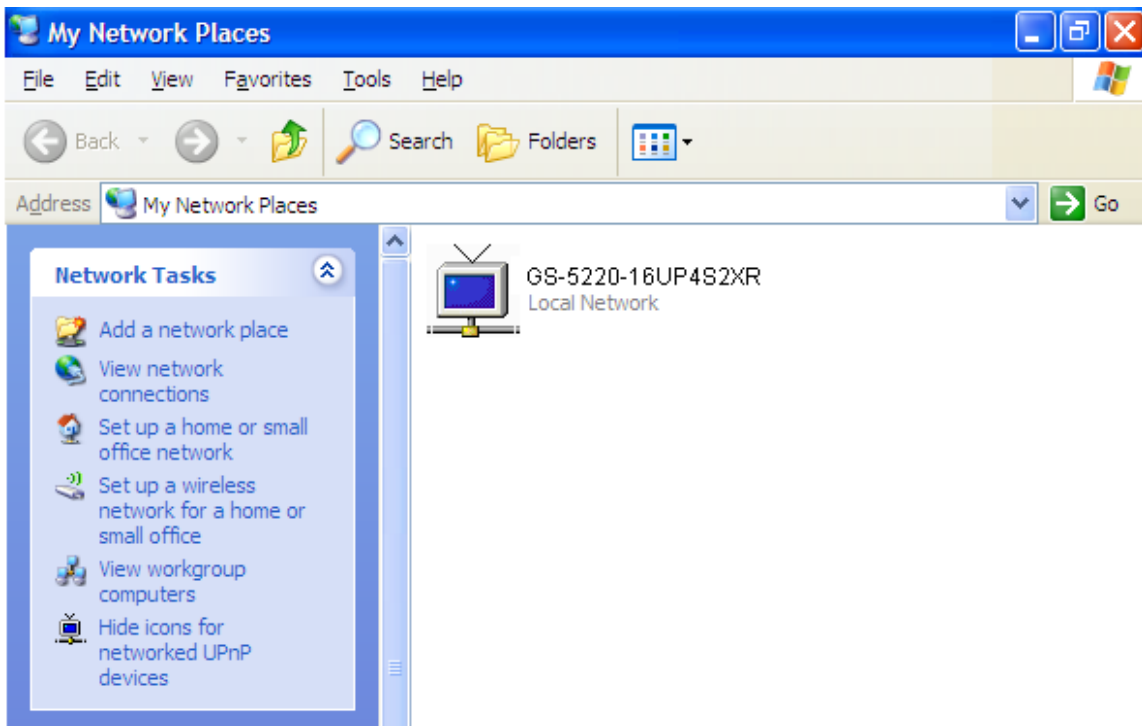 My Network Places
File Edit View Favorites Tools Help
Back Search Folders
Address My Network Places Go
Network Tasks
Add a network place
View network
connections
Set up a home or small
office network
Set up a wireless
network for a home or
small office
View workgroup
computers
Hide icons for
networked UPnP
devices
GS-5220-16UP4S2XR
Local Network